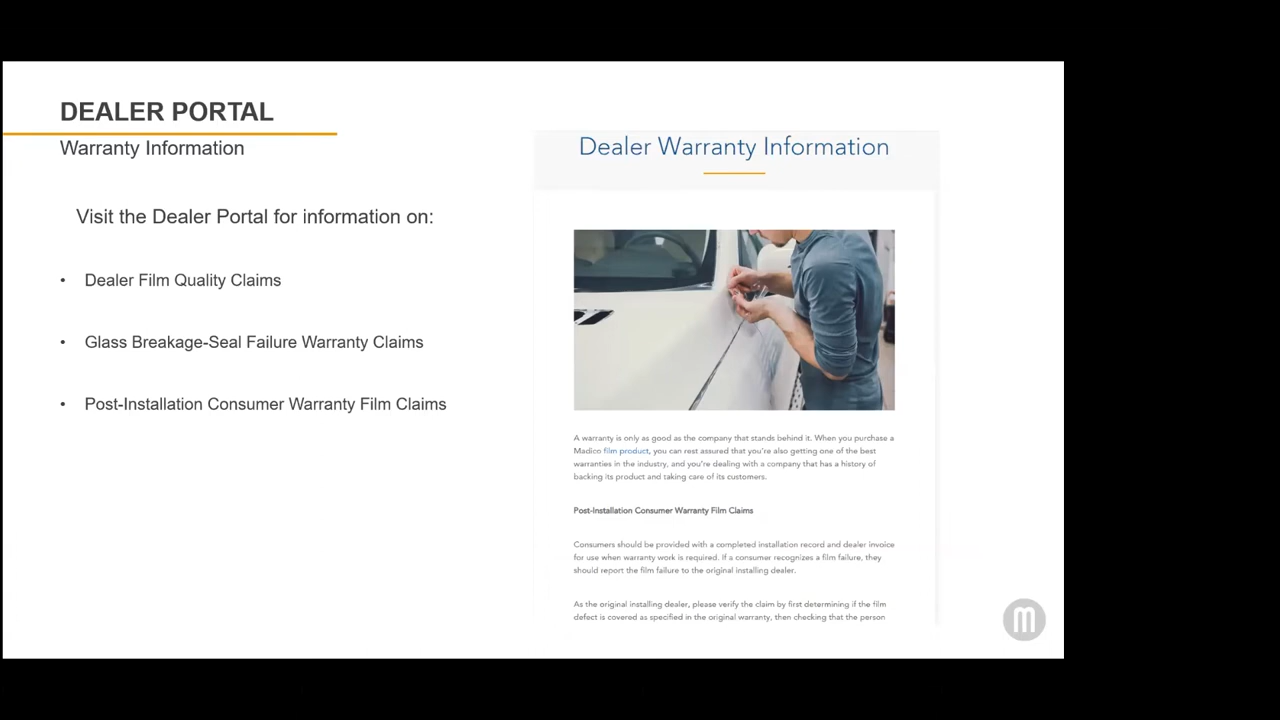 DEALER PORTAL
Warranty Information
Visit the Dealer Portal for information on:
• Dealer Film Quality Claims
• Glass Breakage-Seal Failure Warranty Claims
• Post-Installation Consumer Warranty Film Claims
Dealer Warranty Information
A warranty is only as good as the company that stands behind it. When you purchase a
Madico film product, you can rest assured that you're also getting one of the best
warranties in the industry, and you're dealing with a company that has a history of
backing its product and taking care of its customers.
Post-Installation Consumer Warranty Film Claims
Consumers should be provided with a completed installation record and dealer invoice
for use when warranty work is required. If a consumer recognizes a film failure, they
should report the film failure to the original installing dealer.
As the original installing dealer, please verify the claim by first determining if the film
defect is covered as specified in the original warranty, then checking that the person
m